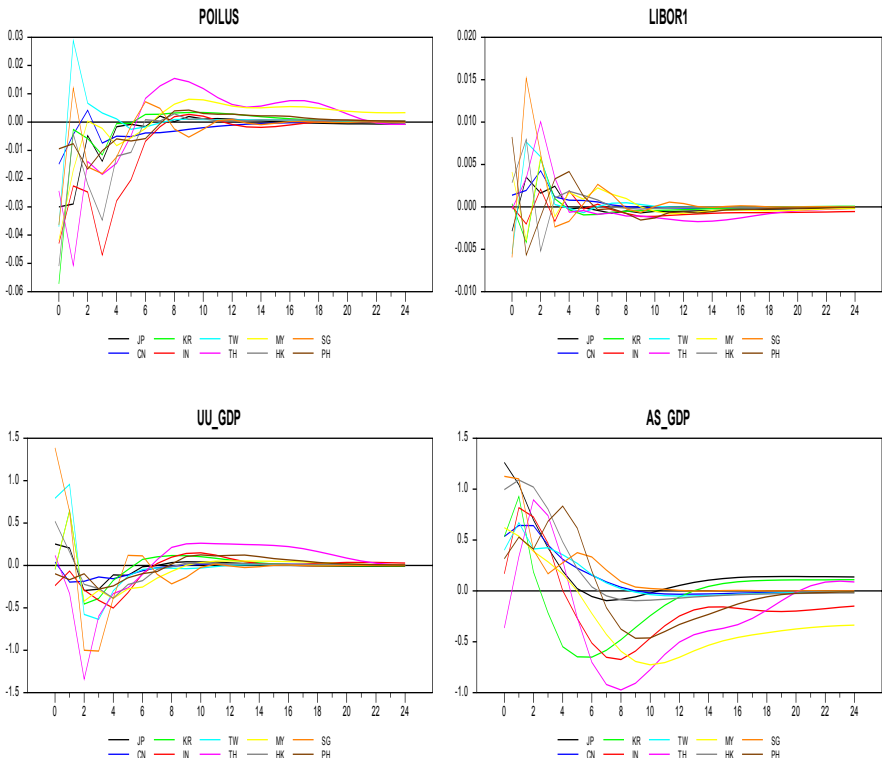 POILUS
0.03
0.02
0.01
0.00
-0.01
-0.02
-0.03
-0.04
-0.05
-0.06
0 2 4 6 8 10 12 14 16 18 20 22 24
JP KR TW MY SG
CN IN TH HK PH
LIBOR1
0.020
0.015
0.010
0.005
0.000
-0.005
-0.010
0 2 4 6 8 10 12 14 16 18 20 22 24
JP KR TW MY SG
CN IN TH HK PH
UU_GDP
1.5
1.0
0.5
0.0
-0.5
-1.0
-1.5
0 2 4 6 8 10 12 14 16 18 20 22 24
JP KR TW MY SG
CN IN TH HK PH
AS_GDP
1.5
1.0
0.5
0.0
-0.5
-1.0
0 2 4 6 8 10 12 14 16 18 20 22 24
JP KR TW MY SG
CN IN TH HK PH